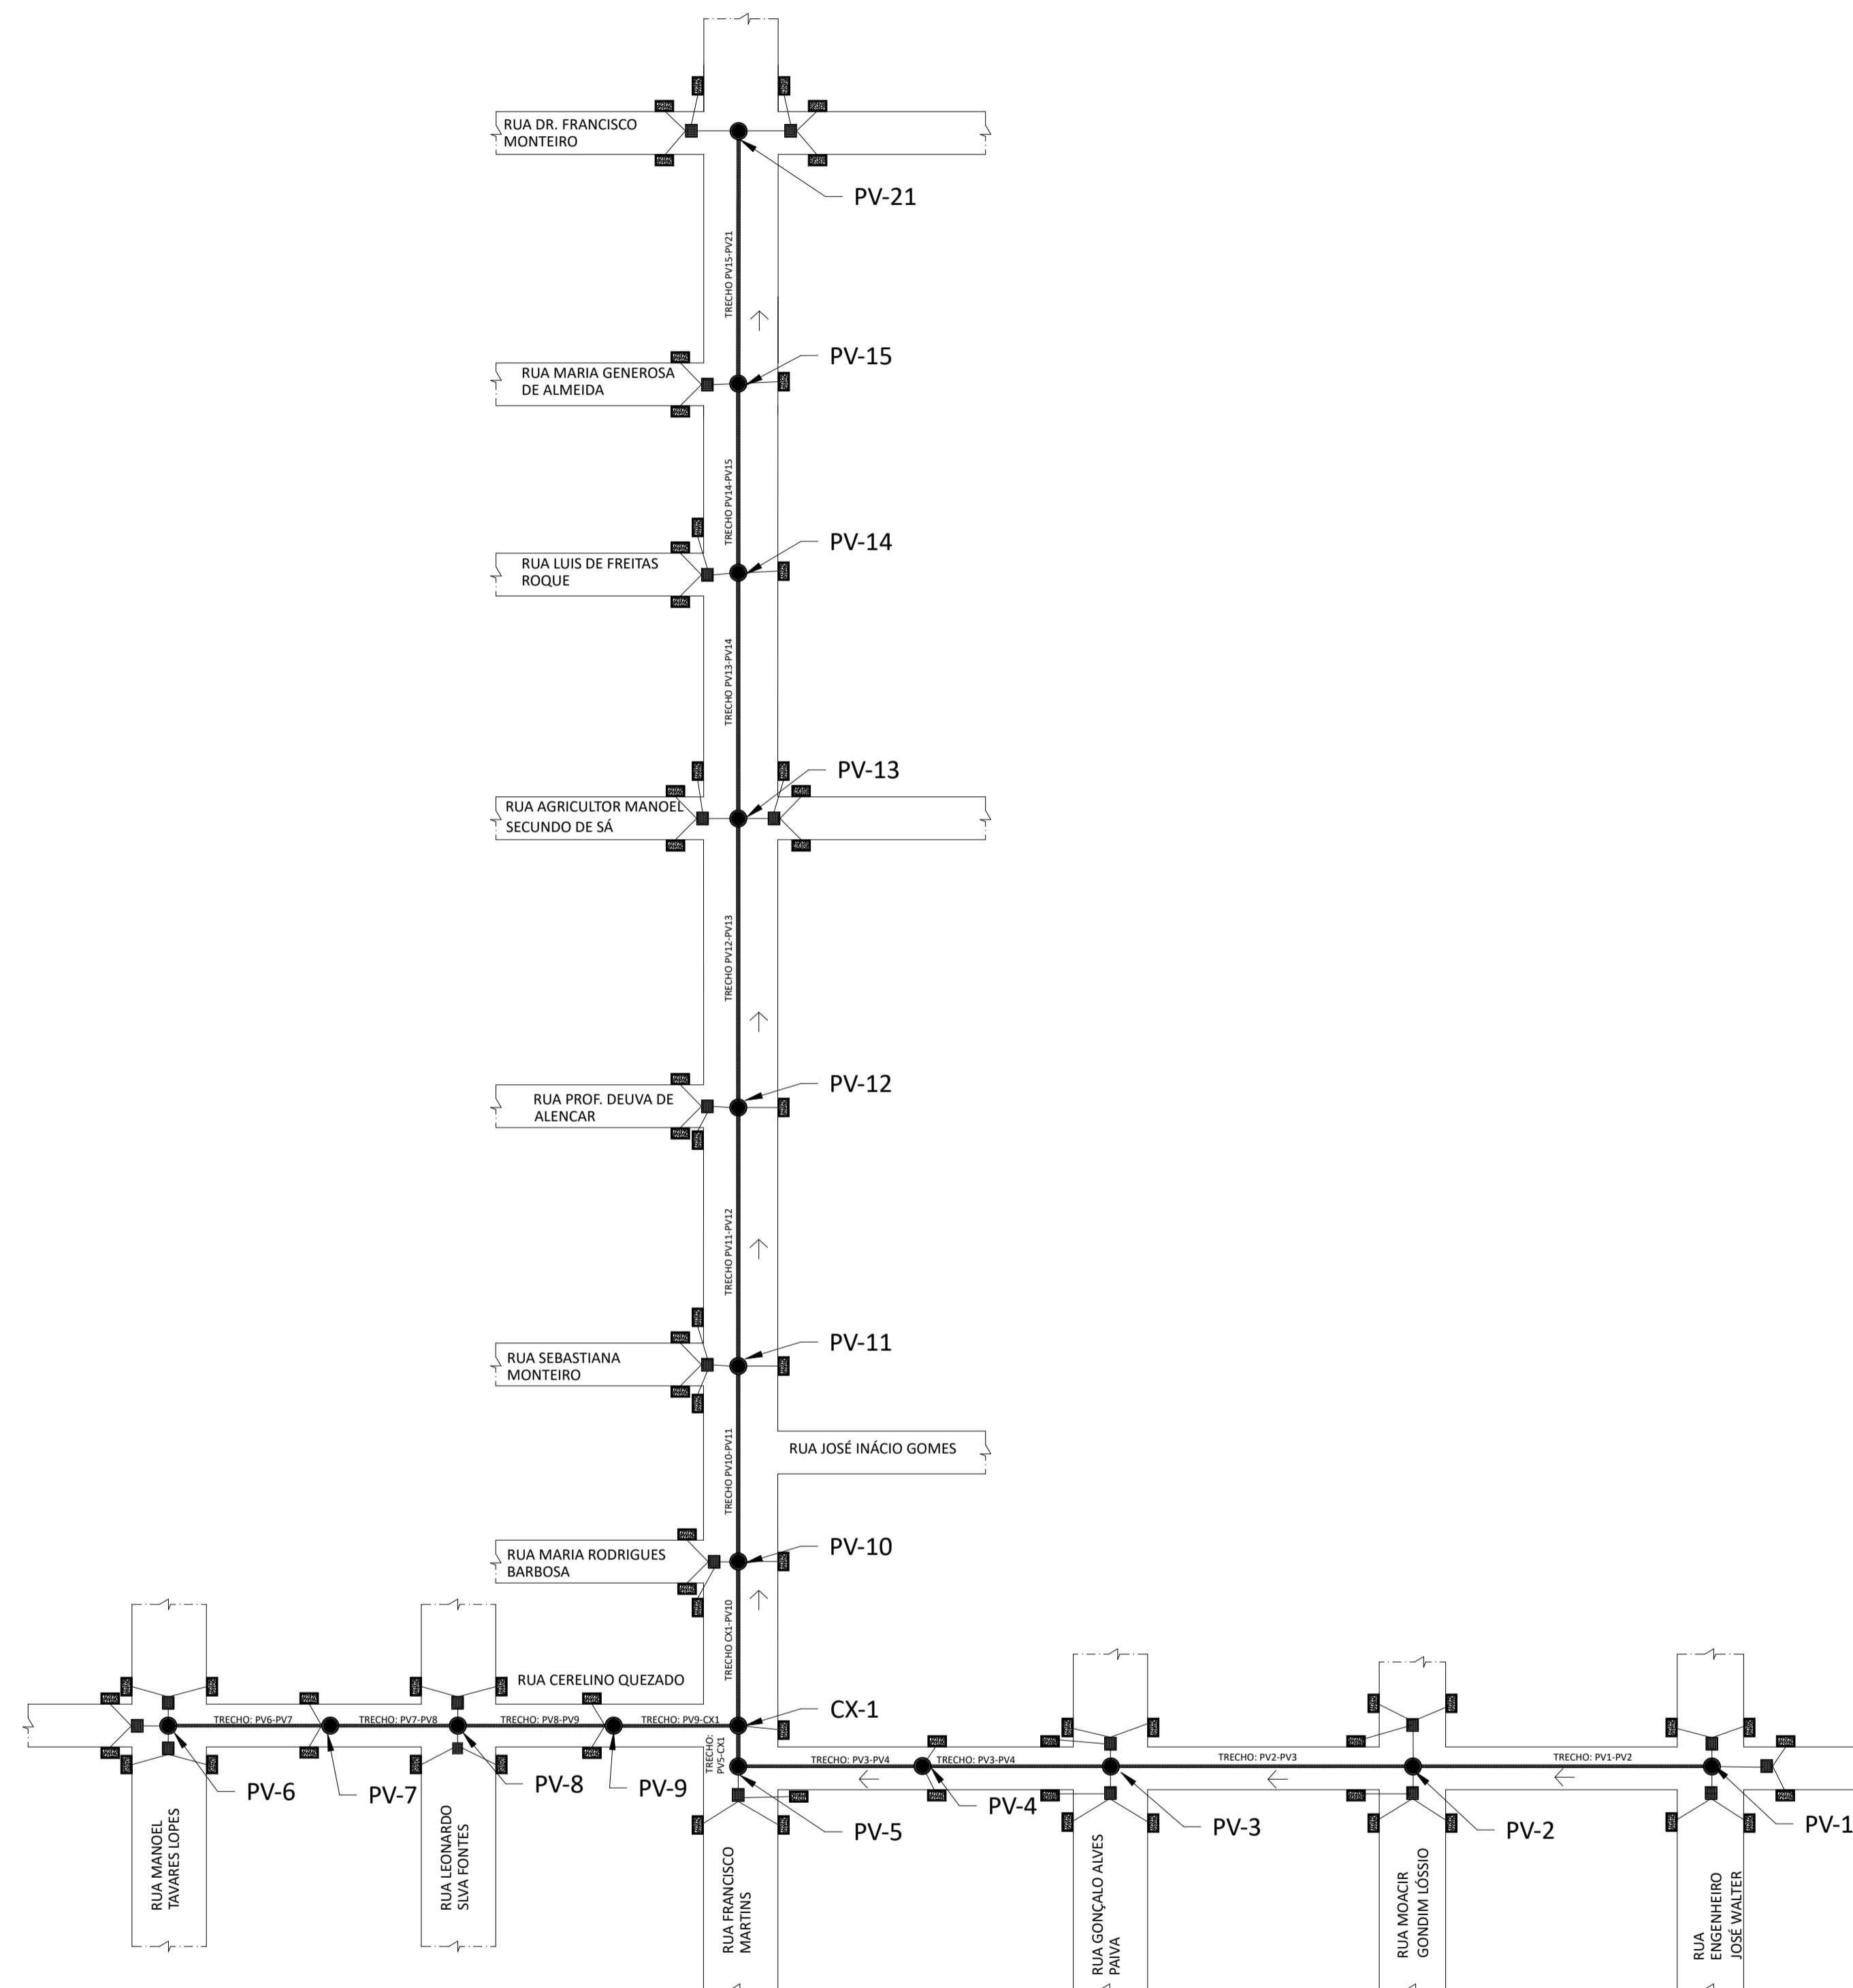 RUA DR. FRANCISCO
MONTEIRO
PV-21
TRECHO PV15-PV21
PV-15
RUA MARIA GENEROSA
DE ALMEIDA
TRECHO PV14-PV15
PV-14
RUA LUIS DE FREITAS
ROQUE
TRECHO PV13-PV14
PV-13
RUA AGRICULTOR MANOEL
SECUNDO DE SÁ
TRECHO PV12-PV13
PV-12
RUA PROF. DEUVA DE
ALENCAR
TRECHO PV11-PV12
PV-11
RUA SEBASTIANA
MONTEIRO
RUA JOSÉ INÁCIO GOMES
TRECHO PV10-PV11
PV-10
RUA MARIA RODRIGUES
BARBOSA
TRECHO CX1-PV10
RUA CERELINO QUEZADO
CX-1
TRECHO: PV6-PV7
TRECHO: PV7-PV8
TRECHO: PV8-PV9
TRECHO: PV9-CX1
TRECHO:
PV5-CX1
TRECHO: PV3-PV4
TRECHO: PV3-PV4
TRECHO: PV2-PV3
TRECHO: PV1-PV2
PV-6
PV-7
PV-8
PV-9
PV-5
PV-4
PV-3
PV-2
PV-1
RUA MANOEL
TAVARES LOPES
RUA LEONARDO
SLVA FONTES
RUA FRANCISCO
MARTINS
RUA GONÇALO ALVES
PAIVA
RUA MOACIR
GONDIM LÓSSIO
RUA
ENGENHEIRO
JOSÉ WALTER